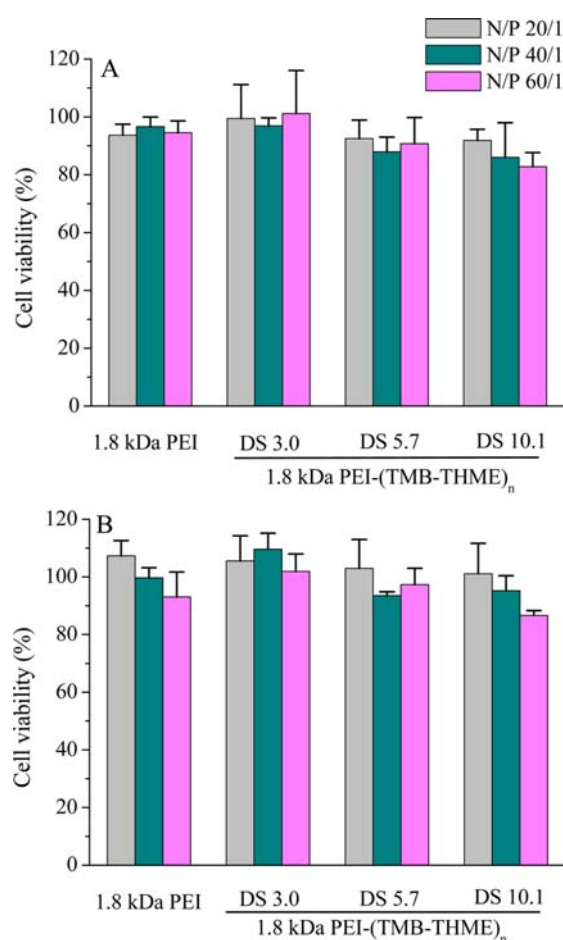 N/P 20/1
N/P 40/1
N/P 60/1
A
120
100
80
60
40
20
0
Cell viability (%)
1.8 kDa PEI DS 3.0 DS 5.7 DS 10.1
1.8 kDa PEI-(TMB-THME)n
B
120
100
80
60
40
20
0
Cell viability (%)
1.8 kDa PEI DS 3.0 DS 5.7 DS 10.1
1.8 kDa PEI-(TMB-THME)n